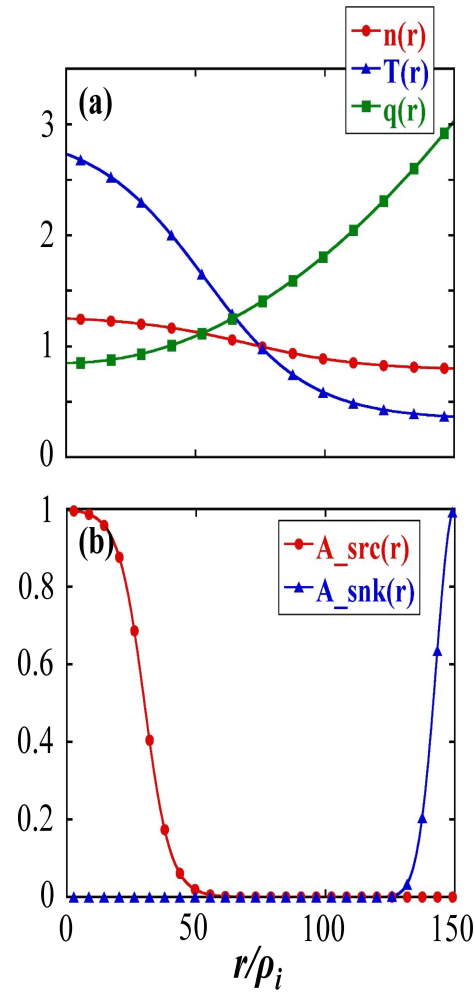 n(r)
T(r)
q(r)
(a)
3
2
1
0
1
(b)
A_src(r)
A_snk(r)
0.8
0.6
0.4
0.2
0
0 50 100 150
r/ρi